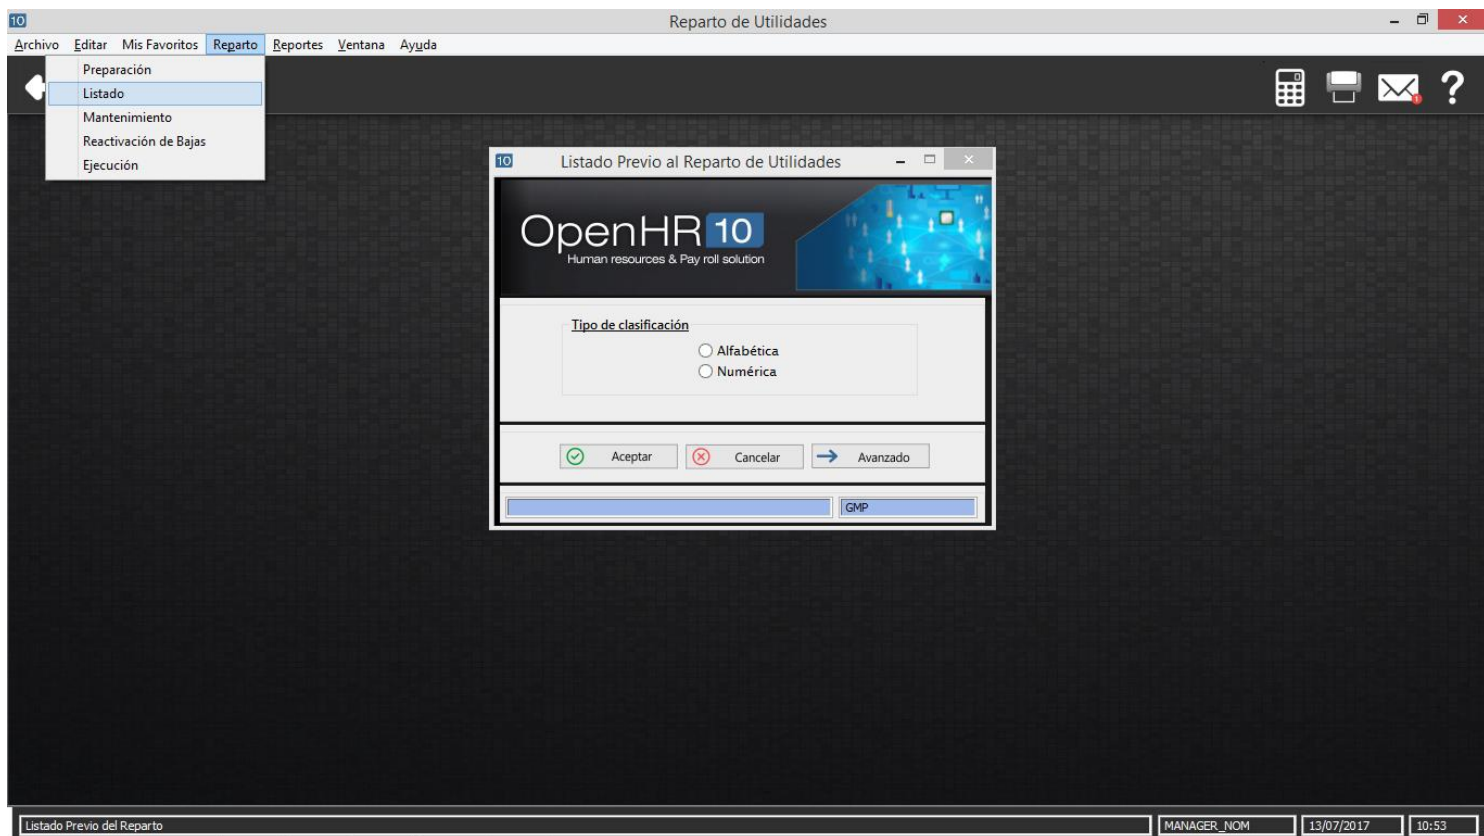 10 Reparto de Utilidades
Archivo Editar Mis Favoritos Reparto Reportes Ventana Ayuda
Preparación
Listado
Mantenimiento
Reactivación de Bajas
Ejecución
10 Listado Previo al Reparto de Utilidades
OpenHR 10
Human resources & Pay roll solution
Tipo de clasificación
Alfabética
Numérica
Aceptar Cancelar Avanzado
GMP
Listado Previo del Reparto MANAGER_NOM 13/07/2017 10:53